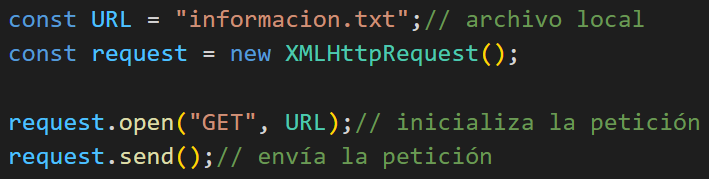 const URL = "informacion.txt";// archivo local
const request = new XMLHttpRequest();
request.open("GET", URL);// inicializa la petición
request.send();// envía la petición